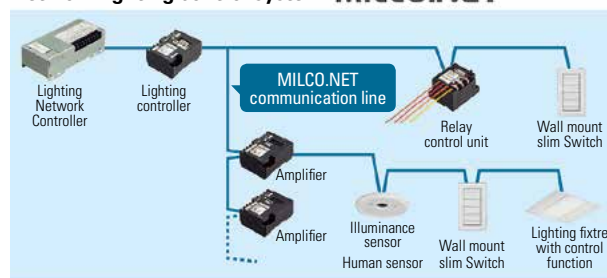 MILCO.NET
Lighting
Network
Controller
Lighting
controller
MILCO.NET
communication line
Relay
control unit
Wall mount
slim Switch
Amplifier
Amplifier
Illuminance
sensor
Human sensor
Wall mount
slim Switch
Lighting fixtre
with control
function